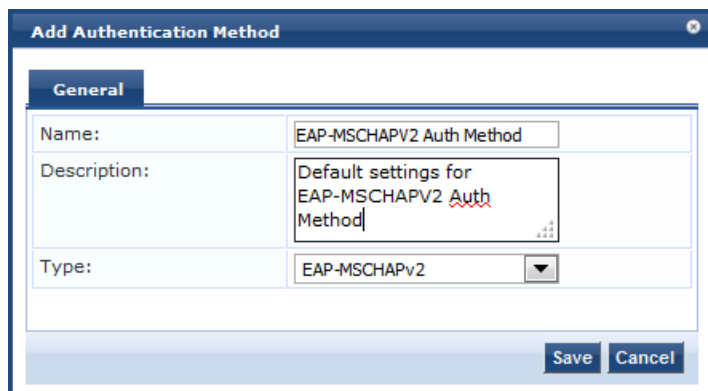 Add Authentication Method
General
Name: EAP-MSCHAPV2 Auth Method
Description: Default settings for
EAP-MSCHAPV2 Auth
Method
Type: EAP-MSCHAPv2
Save Cancel